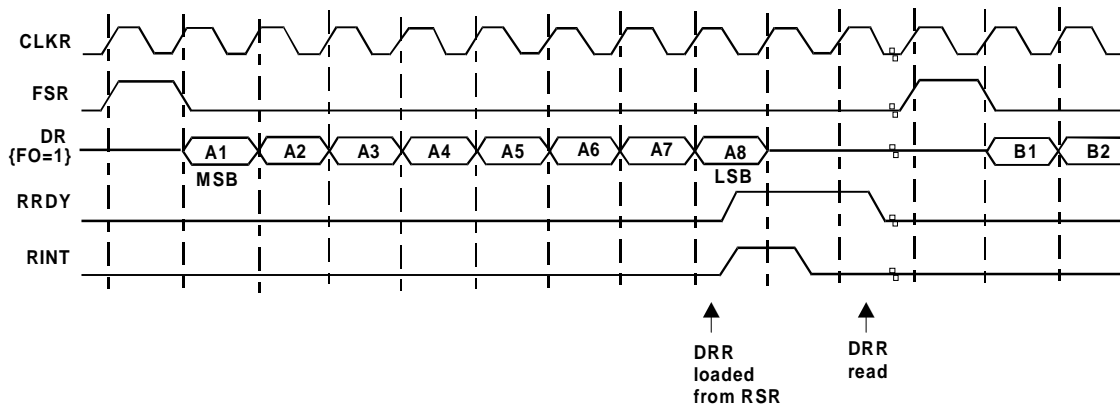 CLKR
FSR
DR
{FO=1}
A1 A2 A3 A4 A5 A6 A7 A8 B1 B2
MSB LSB
RRDY
RINT
DRR
loaded
from RSR
DRR
read